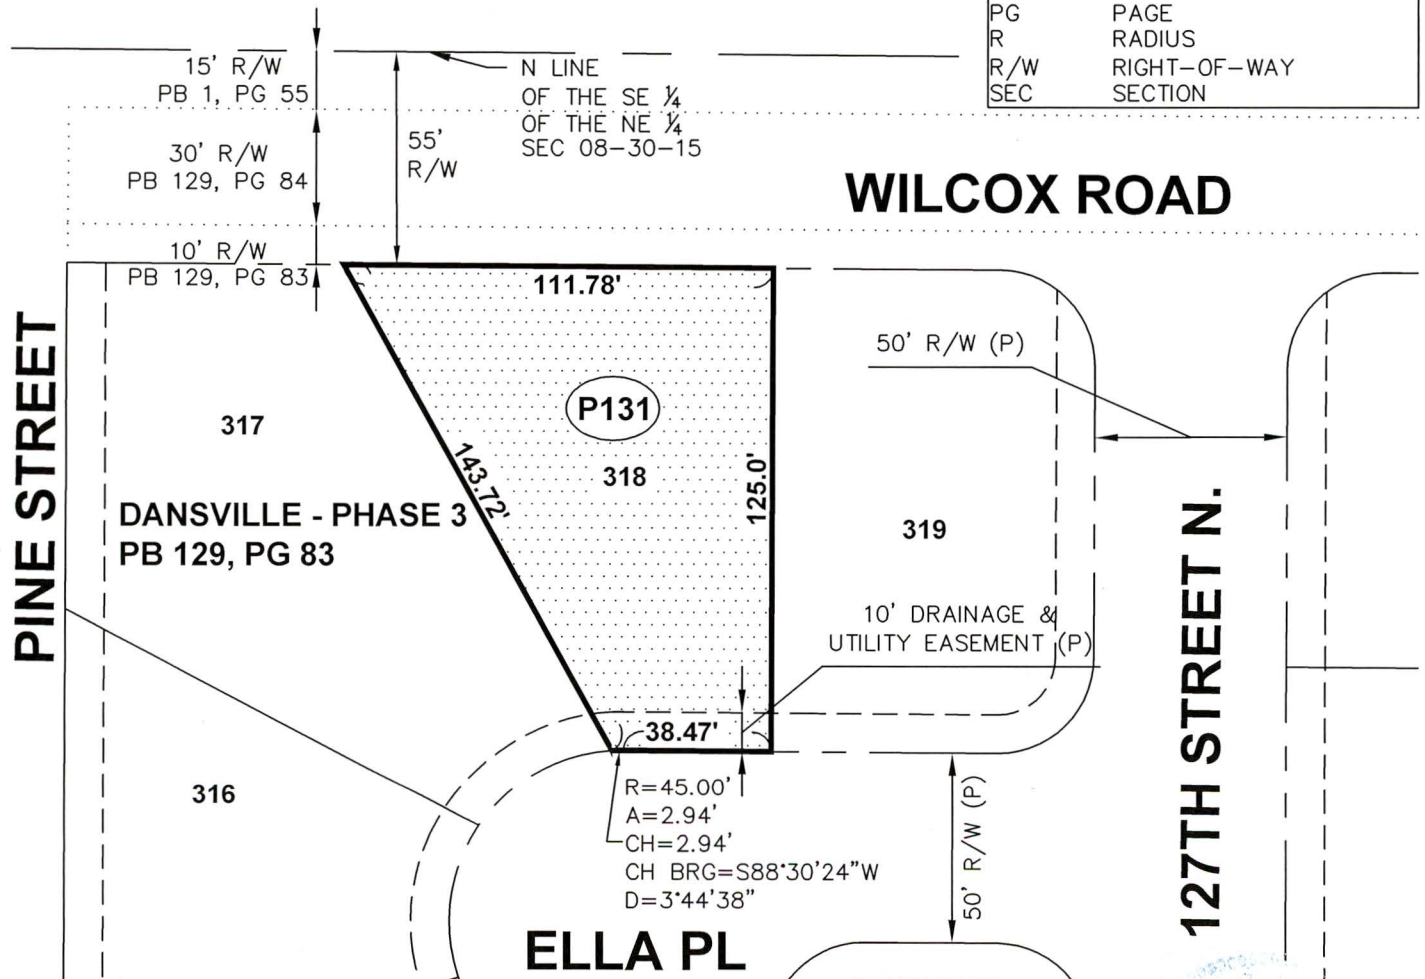 PG PAGE
R RADIUS
R/W RIGHT-OF-WAY
SEC SECTION
15' R/W
PB 1, PG 55
N LINE
OF THE SE ¼
OF THE NE ¼
SEC 08-30-15
30' R/W
PB 129, PG 84
55'
R/W
WILCOX ROAD
10' R/W
PB 129, PG 83
111.78'
50' R/W (P)
PINE STREET
317
P131
318
143.72'
125.0'
DANSVILLE - PHASE 3
PB 129, PG 83
319
127TH STREET N.
10' DRAINAGE &
UTILITY EASEMENT (P)
38.47'
316
R=45.00'
A=2.94'
CH=2.94'
CH BRG=S88°30'24"W
D=3°44'38"
50' R/W (P)
ELLA PL